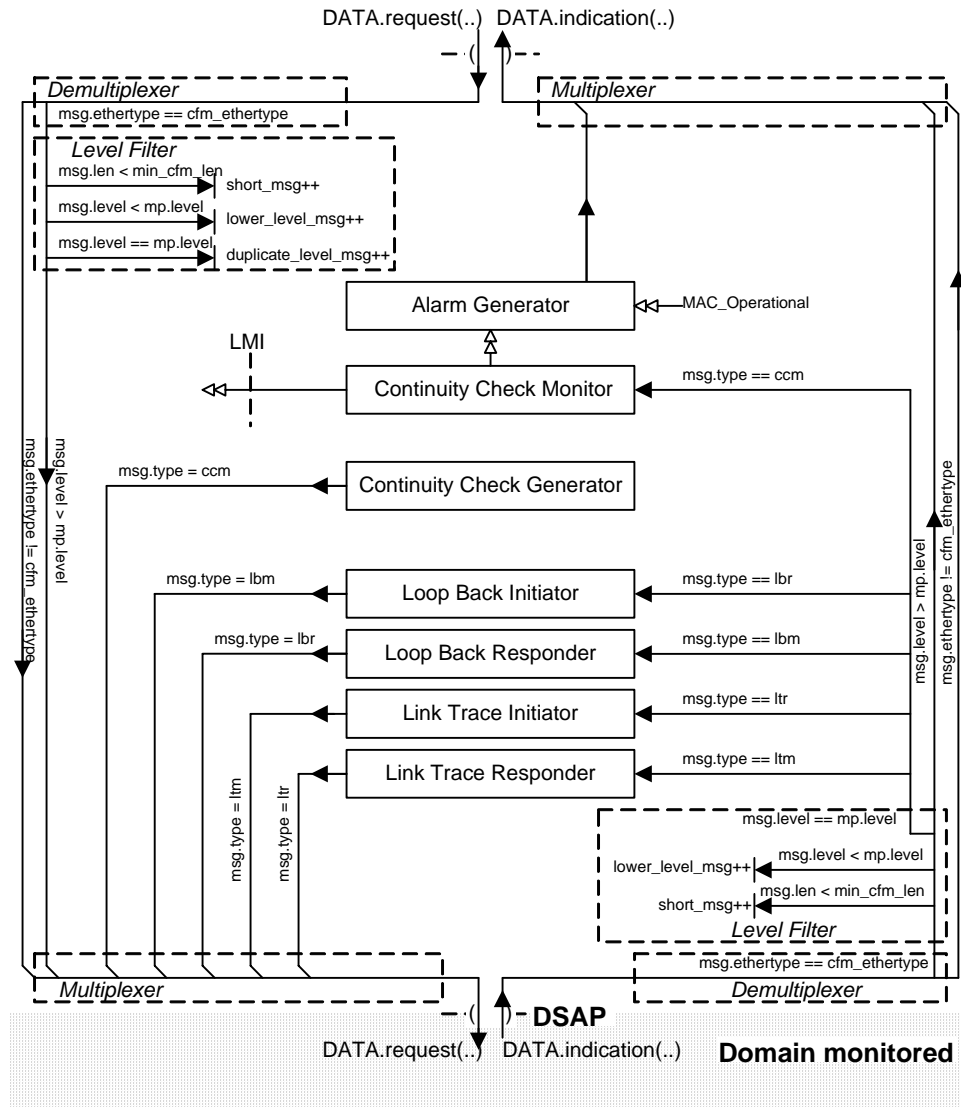 DATA.request(..) DATA.indication(..)
( )
Demultiplexer
Multiplexer
msg.ethertype == cfm_ethertype
Level Filter
msg.len < min_cfm_len
short_msg++
msg.level < mp.level
lower_level_msg++
msg.level == mp.level
duplicate_level_msg++
Alarm Generator
MAC_Operational
LMI
Continuity Check Monitor
msg.type == ccm
msg.ethertype != cfm_ethertype
msg.level > mp.level
msg.type = ccm
Continuity Check Generator
msg.level > mp.level
msg.ethertype != cfm_ethertype
msg.type = lbm
Loop Back Initiator
msg.type == lbr
msg.type = lbr
Loop Back Responder
msg.type == lbm
Link Trace Initiator
msg.type == ltr
Link Trace Responder
msg.type == ltm
msg.type = ltm
msg.type = ltr
msg.level == mp.level
msg.level < mp.level
lower_level_msg++
msg.len < min_cfm_len
short_msg++
Level Filter
msg.ethertype == cfm_ethertype
Multiplexer
Demultiplexer
( )
DSAP
DATA.request(..) DATA.indication(..)
Domain monitored